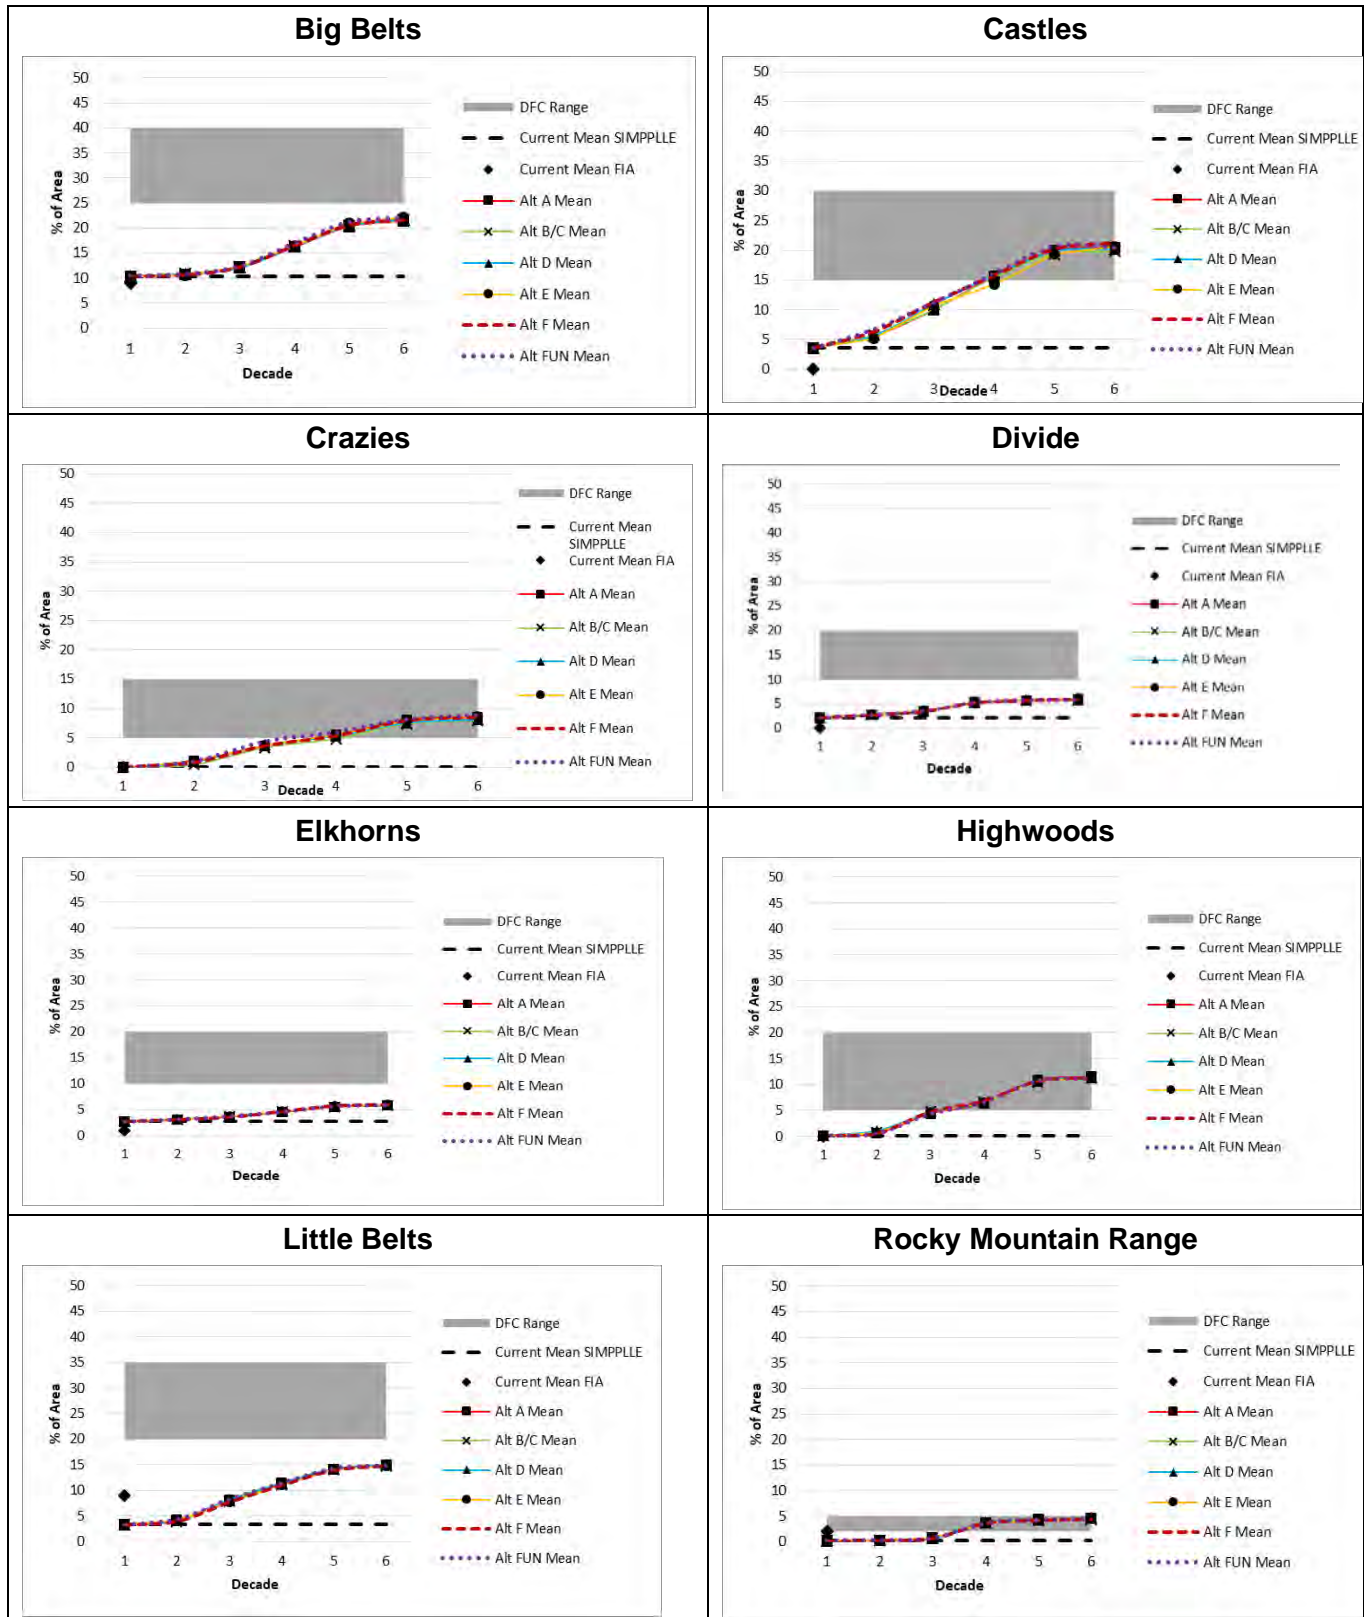 Big Belts
50
45
40
35
30
25
20
15
10
5
0
% of Area
1 2 3 4 5 6
Decade
DFC Range
Current Mean SIMPPLLE
Current Mean FIA
Alt A Mean
Alt B/C Mean
Alt D Mean
Alt E Mean
Alt F Mean
Alt FUN Mean
Castles
50
45
40
35
30
25
20
15
10
5
0
% of Area
1 2 3 4 5 6
Decade
DFC Range
Current Mean SIMPPLLE
Current Mean FIA
Alt A Mean
Alt B/C Mean
Alt D Mean
Alt E Mean
Alt F Mean
Alt FUN Mean
Crazies
50
45
40
35
30
25
20
15
10
5
0
% of Area
1 2 3 4 5 6
Decade
DFC Range
Current Mean
SIMPPLLE
Current Mean FIA
Alt A Mean
Alt B/C Mean
Alt D Mean
Alt E Mean
Alt F Mean
Alt FUN Mean
Divide
50
45
40
35
30
25
20
15
10
5
0
% of Area
1 2 3 4 5 6
Decade
DFC Range
Current Mean SIMPPLLE
Current Mean FIA
Alt A Mean
Alt B/C Mean
Alt D Mean
Alt E Mean
Alt F Mean
Alt FUN Mean
Elkhorns
50
45
40
35
30
25
20
15
10
5
0
% of Area
1 2 3 4 5 6
Decade
DFC Range
Current Mean SIMPPLLE
Current Mean FIA
Alt A Mean
Alt B/C Mean
Alt D Mean
Alt E Mean
Alt F Mean
Alt FUN Mean
Highwoods
50
45
40
35
30
25
20
15
10
5
0
% of Area
1 2 3 4 5 6
Decade
DFC Range
Current Mean SIMPPLLE
Current Mean FIA
Alt A Mean
Alt B/C Mean
Alt D Mean
Alt E Mean
Alt F Mean
Alt FUN Mean
Little Belts
50
45
40
35
30
25
20
15
10
5
0
% of Area
1 2 3 4 5 6
Decade
DFC Range
Current Mean SIMPPLLE
Current Mean FIA
Alt A Mean
Alt B/C Mean
Alt D Mean
Alt E Mean
Alt F Mean
Alt FUN Mean
Rocky Mountain Range
50
45
40
35
30
25
20
15
10
5
0
% of Area
1 2 3 4 5 6
Decade
DFC Range
Current Mean SIMPPLLE
Current Mean FIA
Alt A Mean
Alt B/C Mean
Alt D Mean
Alt E Mean
Alt F Mean
Alt FUN Mean